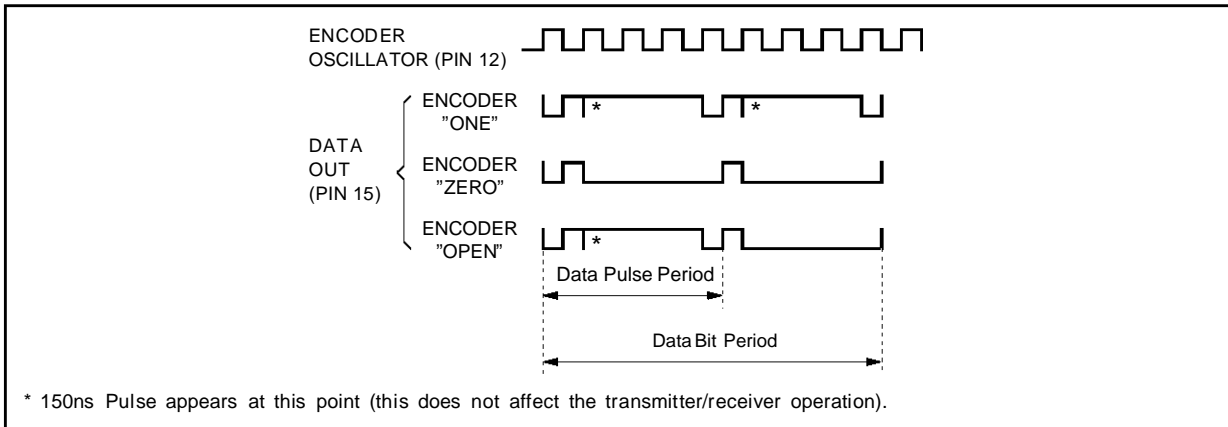 ENCODER
OSCILLATOR (PIN 12)
ENCODER
”ONE”
*
*
DATA
OUT
(PIN 15)
ENCODER
”ZERO”
ENCODER
”OPEN”
*
Data Pulse Period
Data Bit Period
* 150ns Pulse appears at this point (this does not affect the transmitter/receiver operation).